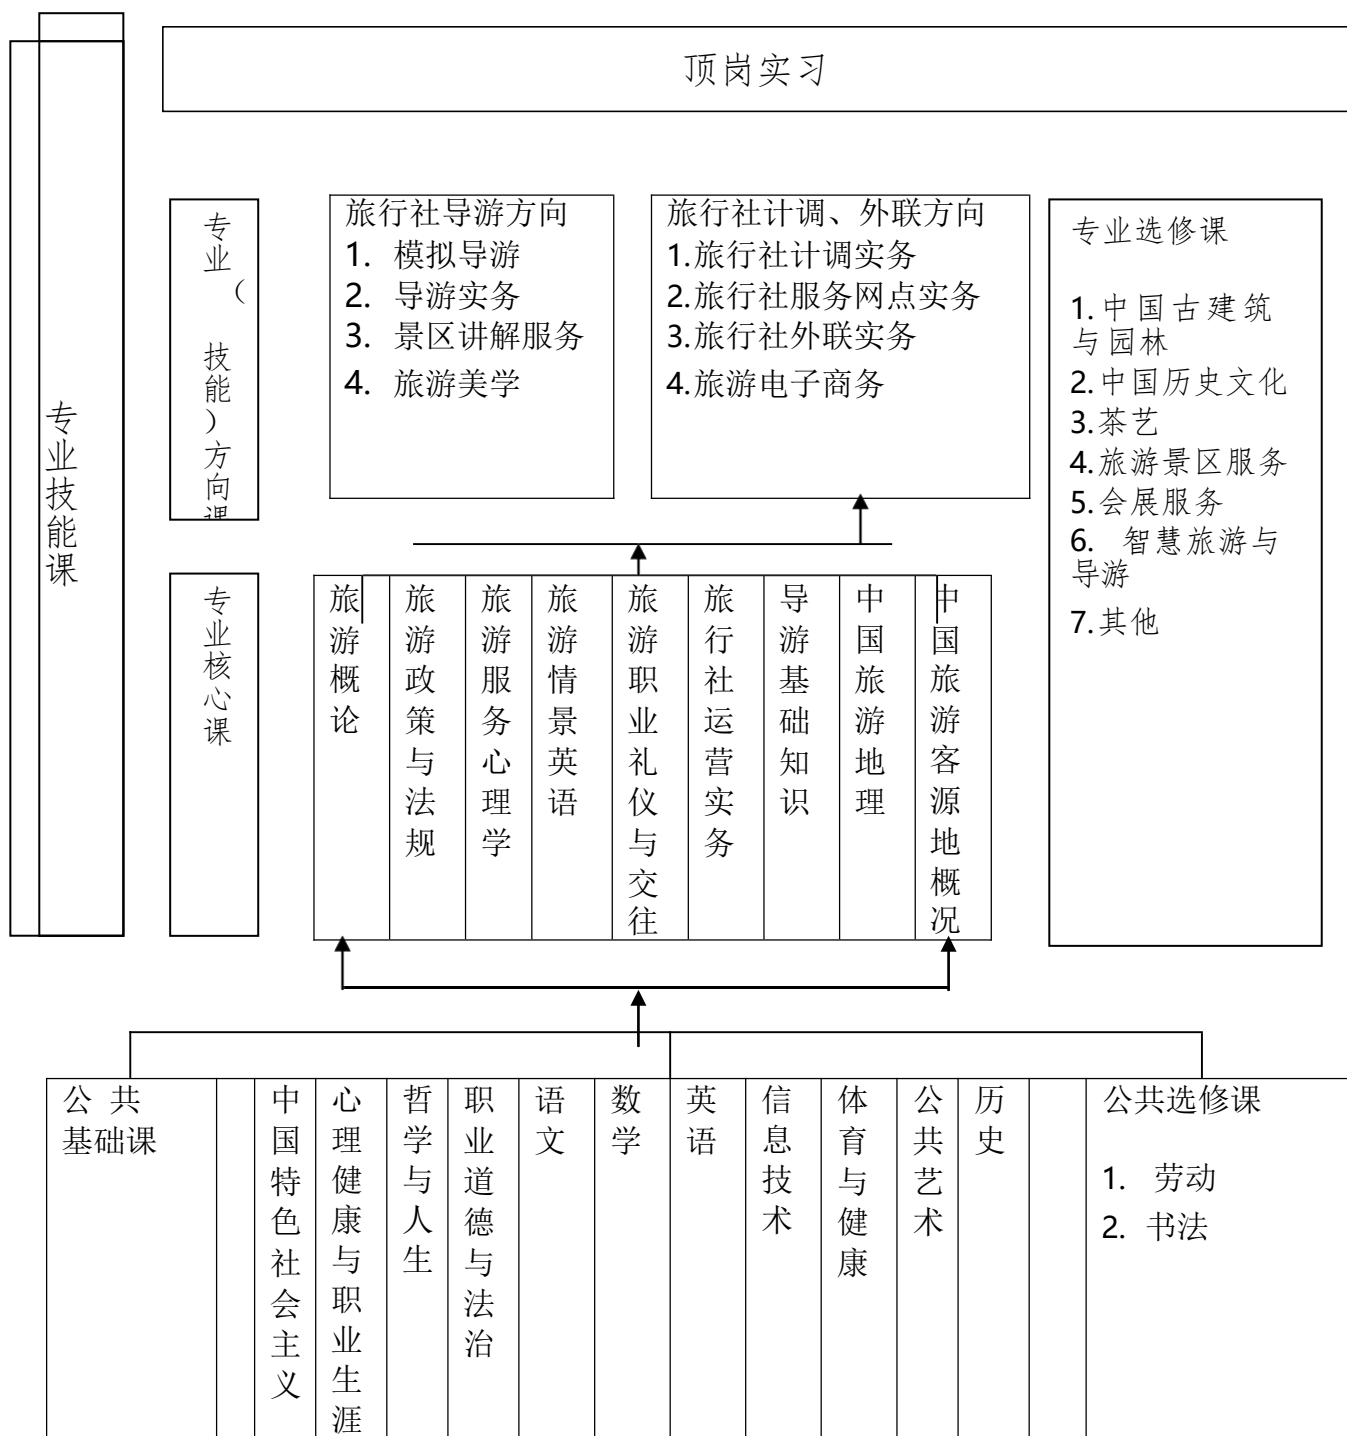 顶岗实习
专业技能课
专业（技能）方向课
旅行社导游方向
1. 模拟导游
2. 导游实务
3. 景区讲解服务
4. 旅游美学
旅行社计调、外联方向
1.旅行社计调实务
2.旅行社服务网点实务
3.旅行社外联实务
4.旅游电子商务
专业选修课
1.中国古建筑
与园林
2.中国历史文化
3.茶艺
4.旅游景区服务
5.会展服务
6. 智慧旅游与
导游
7.其他
专业核心课
旅游概论
旅游政策与法规
旅游服务心理学
旅游情景英语
旅游职业礼仪与交往
旅行社运营实务
导游基础知识
中国旅游地理
中国旅游客源地概况
公 共
基础课
中国特色社会主义
心理健康与职业生涯
哲学与人生
职业道德与法治
语文
数学
英语
信息技术
体育与健康
公共艺术
历史
公共选修课
1. 劳动
2. 书法